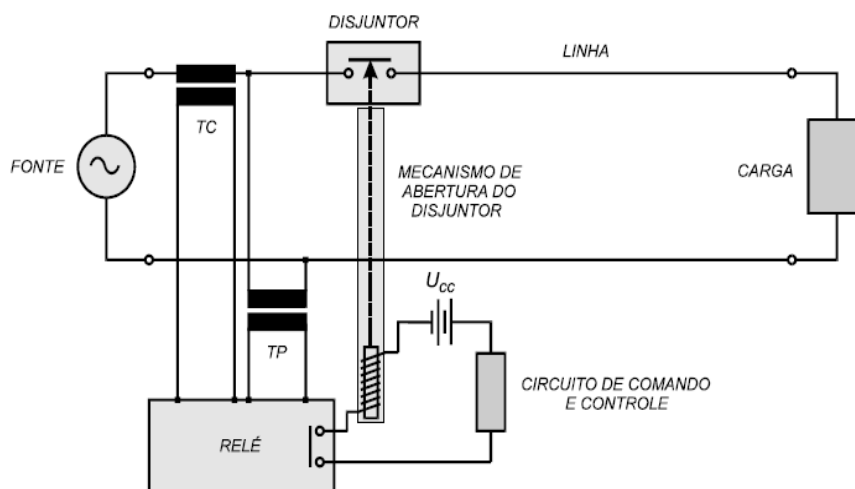 DISJUNTOR
LINHA
TC
FONTE
MECANISMO DE
ABERTURA DO
DISJUNTOR
CARGA
Ucc
TP
CIRCUITO DE COMANDO
E CONTROLE
RELÉ